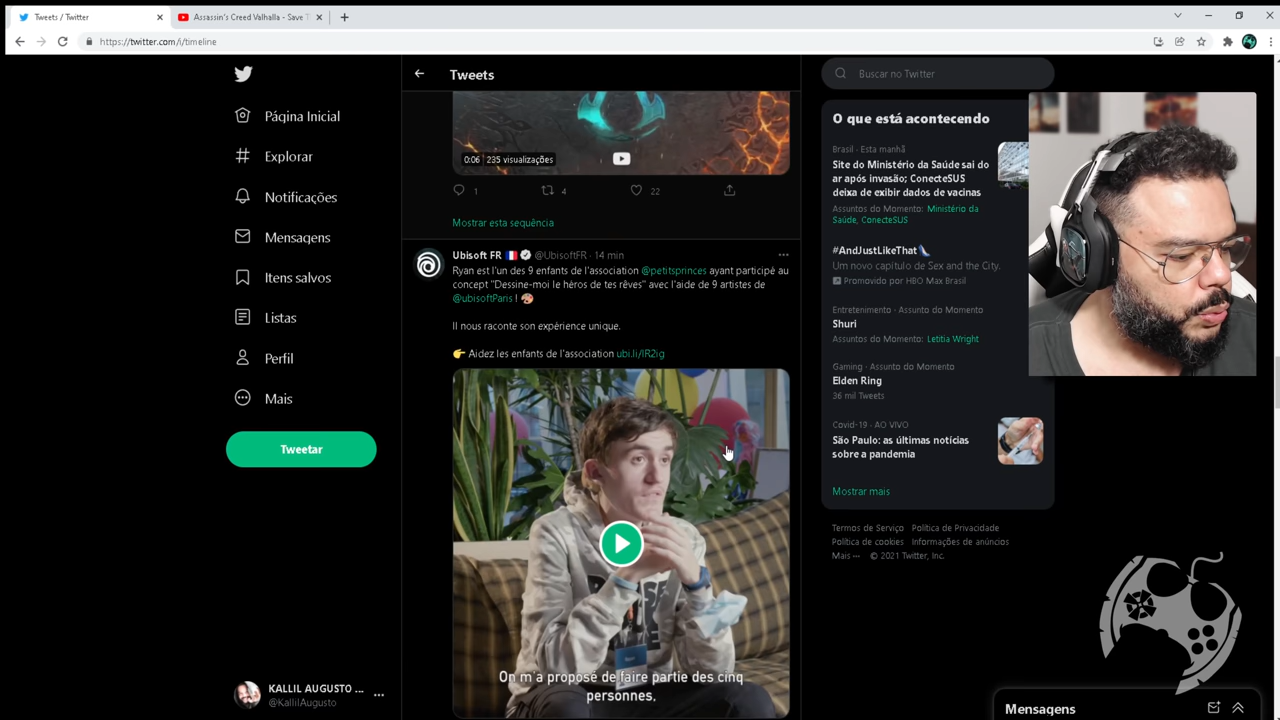 Tweets / Twitter
Assassin's Creed Valhalla - Save T
https://twitter.com/i/timeline
Página Inicial
Explorar
Notificações
Mensagens
Itens salvos
Listas
Perfil
Mais
Tweetar
KALLIL AUGUSTO ...
@KallilAugusto
Tweets
0:06 235 visualizações
1 4 22
Mostrar esta sequência
Ubisoft FR 🇫🇷 @UbisoftFR · 14 min
Ryan est l'un des 9 enfants de l'association @petitsprinces ayant participé au
concept "Dessine-moi le héros de tes rêves" avec l'aide de 9 artistes de
@ubisoftParis ! 🎨
Il nous raconte son expérience unique.
👉 Aidez les enfants de l'association ubi.li/IR2ig
On m'a proposé de faire partie des cinq
personnes,
Buscar no Twitter
O que está acontecendo
Brasil · Esta manhã
Site do Ministério da Saúde sai do
ar após invasão; ConecteSUS
deixa de exibir dados de vacinas
Assuntos do Momento: Ministério da
Saúde, ConecteSUS
#AndJustLikeThat👠
Um novo capítulo de Sex and the City.
Promovido por HBO Max Brasil
Entretenimento · Assunto do Momento
Shuri
Assuntos do Momento: Letitia Wright
Gaming · Assunto do Momento
Elden Ring
36 mil Tweets
Covid-19 · AO VIVO
São Paulo: as últimas notícias
sobre a pandemia
Mostrar mais
Termos de Serviço Política de Privacidade
Política de cookies Informações de anúncios
Mais ··· © 2021 Twitter, Inc.
Mensagens